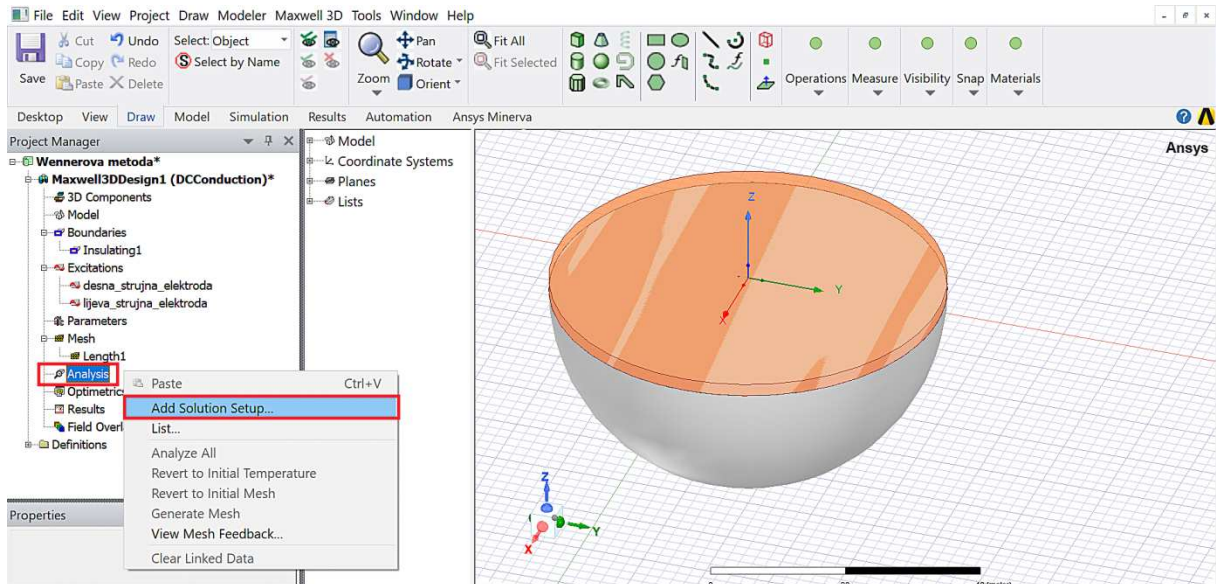 File Edit View Project Draw Modeler Maxwell 3D Tools Window Help
Save
Cut
Copy
Paste
Undo
Redo
Delete
Select: Object
Select by Name
Zoom
Pan
Rotate
Orient
Fit All
Fit Selected
Operations Measure Visibility Snap Materials
Desktop View Draw Model Simulation Results Automation Ansys Minerva
Project Manager
Wennerova metoda*
Maxwell3DDesign1 (DCConduction)*
3D Components
Model
Boundaries
Insulating1
Excitations
desna_strujna_elektroda
lijeva_strujna_elektroda
Parameters
Mesh
Length1
Analysis
Optimetrics
Results
Field Overl
Definitions
Properties
Paste Ctrl+V
Add Solution Setup...
List...
Analyze All
Revert to Initial Temperature
Revert to Initial Mesh
Generate Mesh
View Mesh Feedback...
Clear Linked Data
Model
Coordinate Systems
Planes
Lists
Ansys
Z
Y
X
Z
Y
X